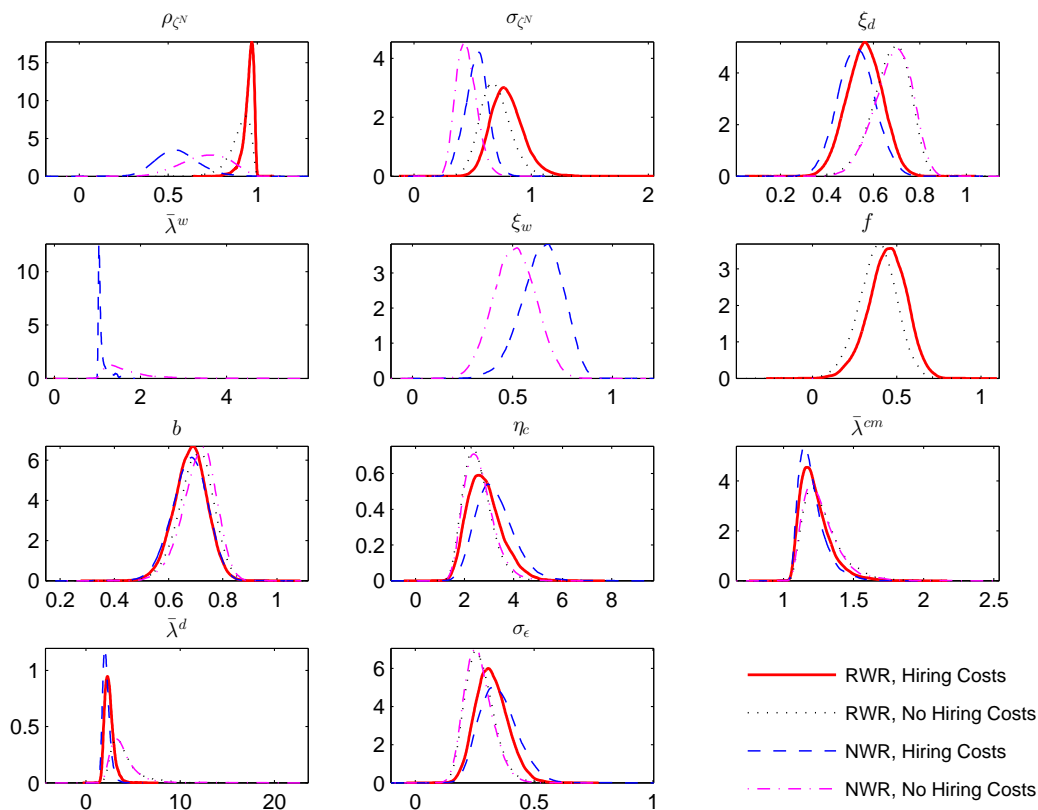 ρ_{ζ^N} σ_{ζ^N} ξ_d
15 4 4
10
5 2 2
0 0 0
0 0.5 1 0 1 2 0.2 0.4 0.6 0.8 1
λ̄^w ξ_w f
10 3 3
5 2 2
1 1
0 0 0
0 2 4 0 0.5 1 0 0.5 1
b η_c λ̄^{cm}
6 0.6 4
4 0.4
2 0.2 2
0 0 0
0.2 0.4 0.6 0.8 1 0 2 4 6 8 1 1.5 2 2.5
λ̄^d σ_ϵ
1 6
0.5 4
2
0 0
0 10 20 0 0.5 1
RWR, Hiring Costs
RWR, No Hiring Costs
NWR, Hiring Costs
NWR, No Hiring Costs